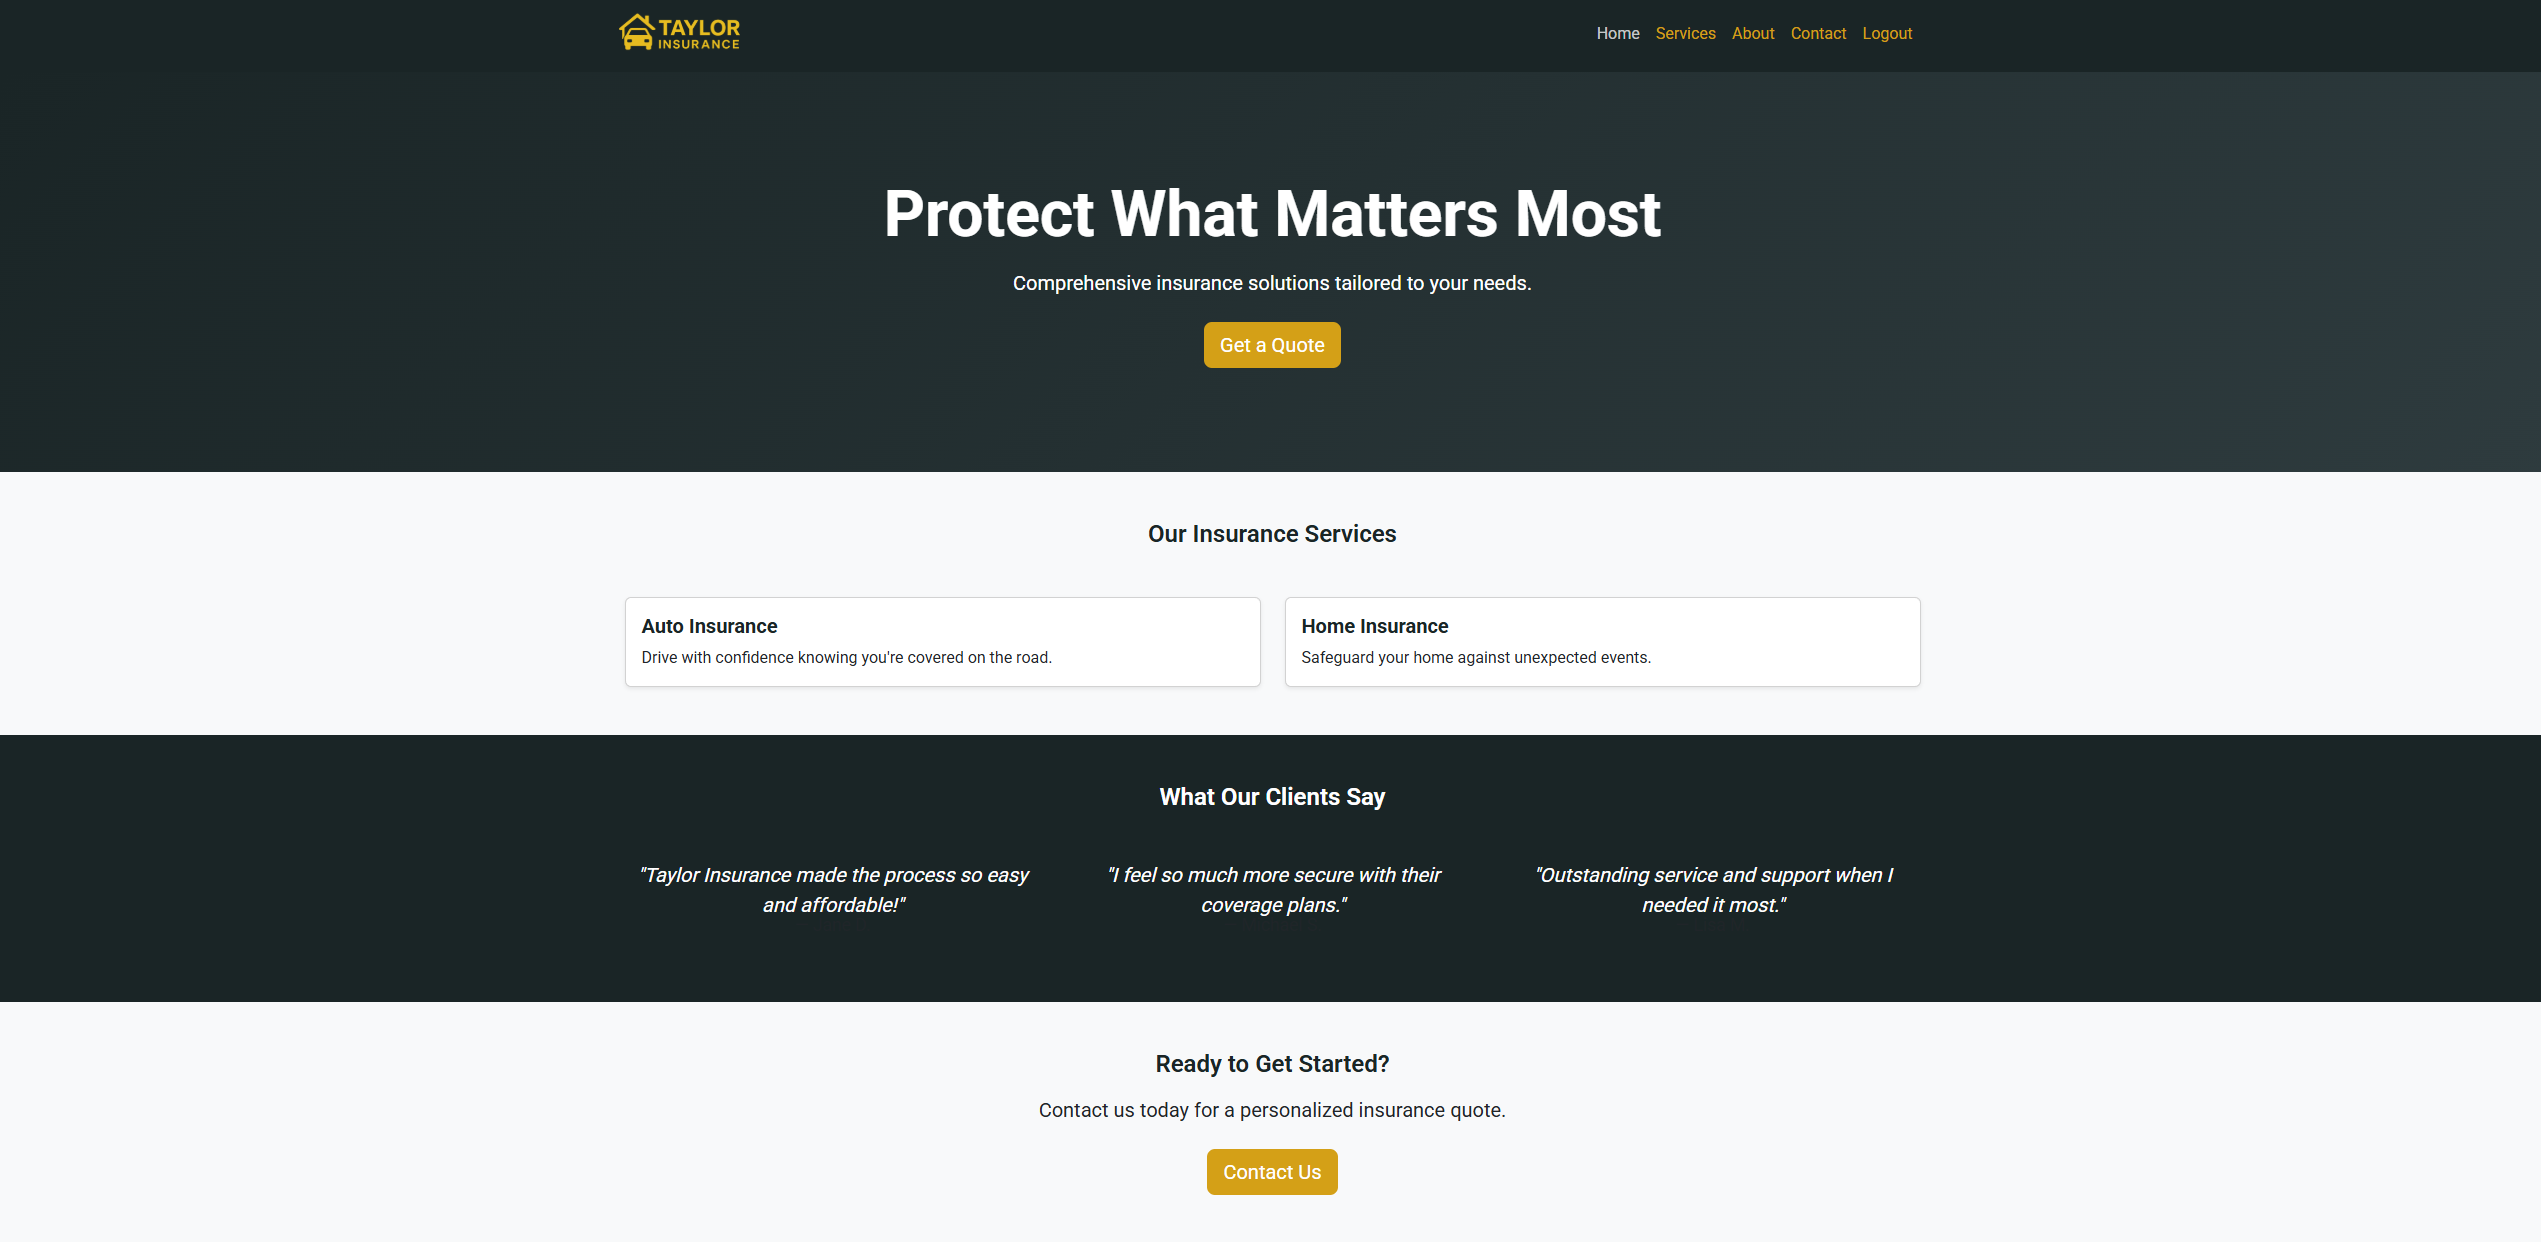 TAYLOR
INSURANCE
Home Services About Contact Logout
Protect What Matters Most
Comprehensive insurance solutions tailored to your needs.
Get a Quote
Our Insurance Services
Auto Insurance
Drive with confidence knowing you're covered on the road.
Home Insurance
Safeguard your home against unexpected events.
What Our Clients Say
"Taylor Insurance made the process so easy
and affordable!"
"I feel so much more secure with their
coverage plans."
"Outstanding service and support when I
needed it most."
Ready to Get Started?
Contact us today for a personalized insurance quote.
Contact Us